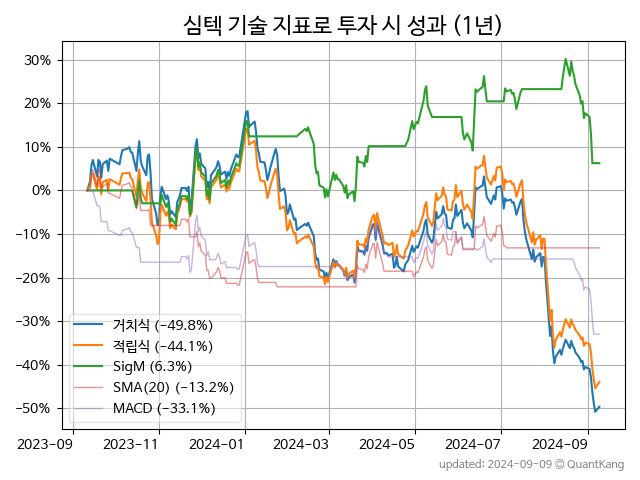 심텍 기술 지표로 투자 시 성과 (1년)
30%
20%
10%
0%
−10%
−20%
−30%
−40%
−50%
거치식 (−49.8%)
적립식 (−44.1%)
SigM (6.3%)
SMA(20) (−13.2%)
MACD (−33.1%)
2023-09 2023-11 2024-01 2024-03 2024-05 2024-07 2024-09
updated: 2024-09-09 © QuantKang